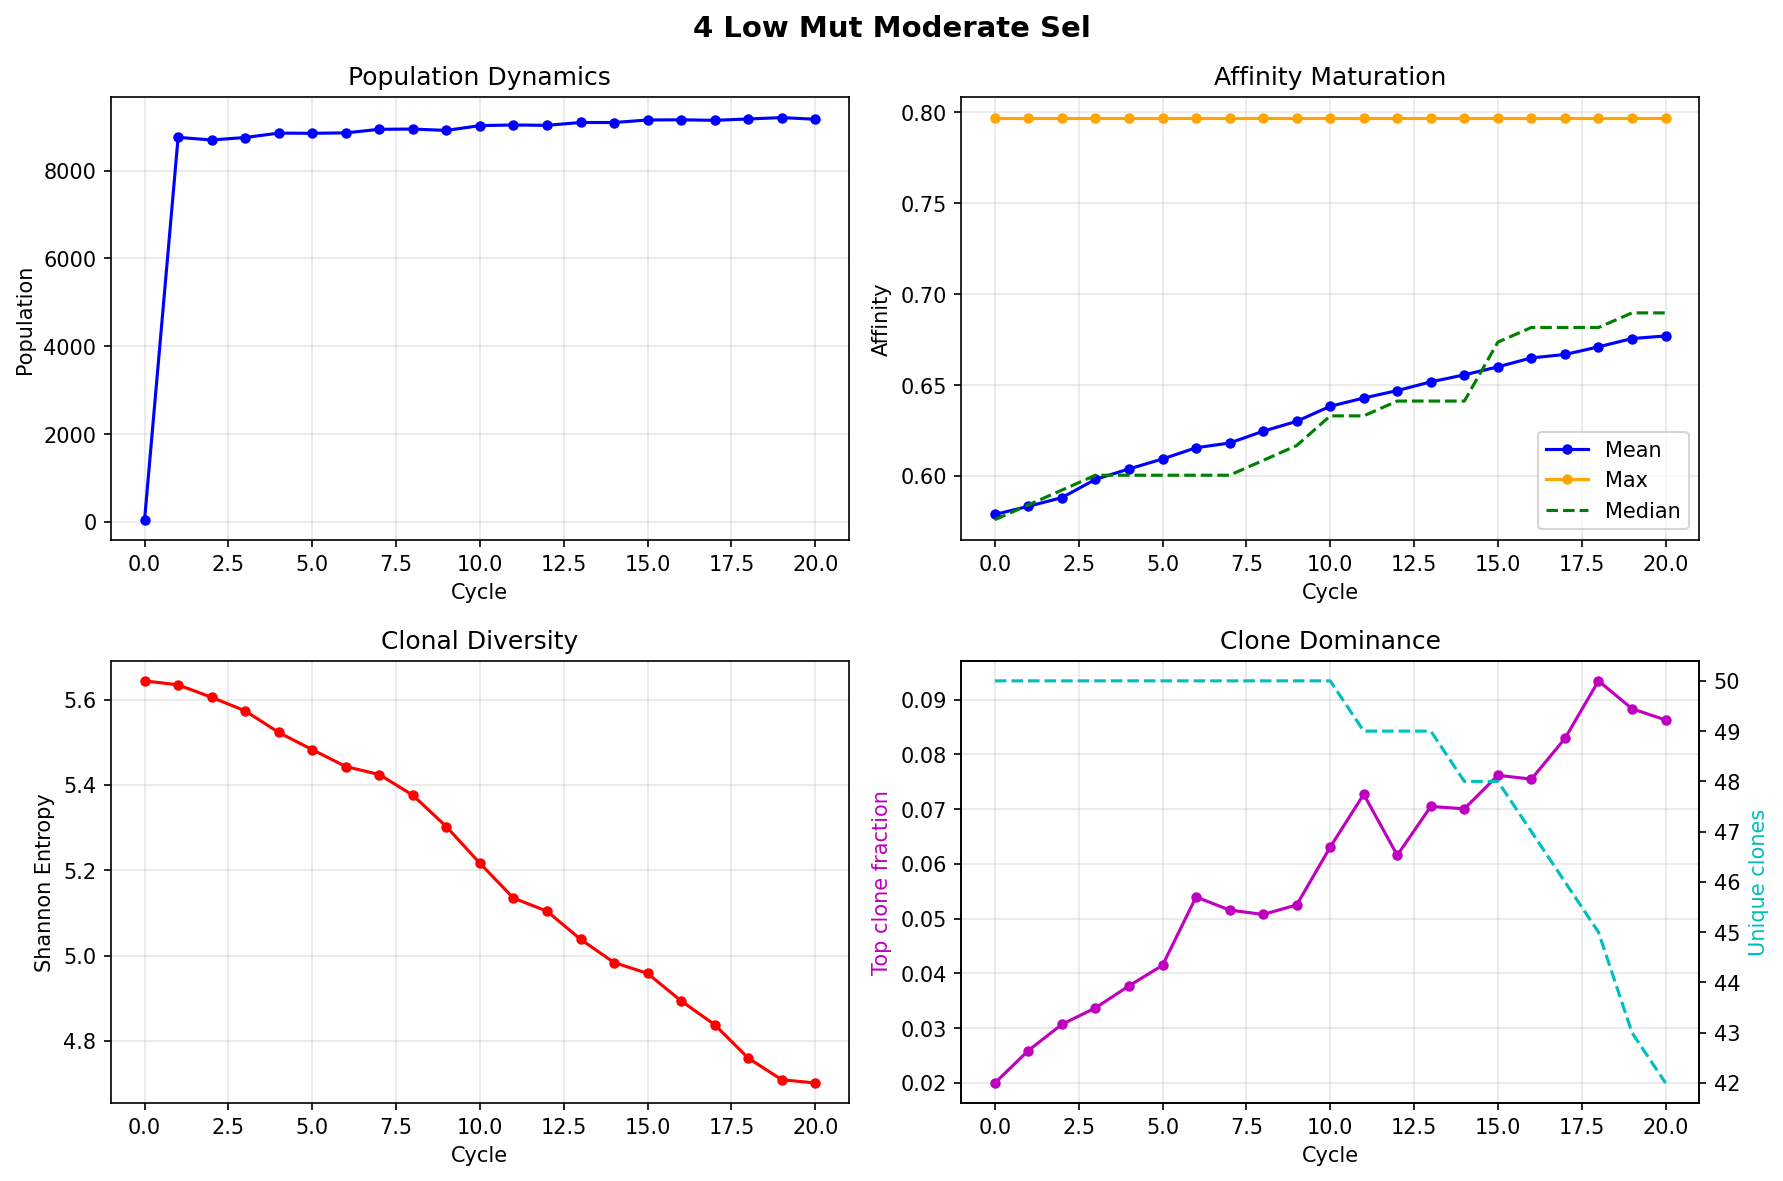 4 Low Mut Moderate Sel
Population Dynamics
Population
8000
6000
4000
2000
0
0.0 2.5 5.0 7.5 10.0 12.5 15.0 17.5 20.0
Cycle
Affinity Maturation
Affinity
0.80
0.75
0.70
0.65
0.60
Mean
Max
Median
0.0 2.5 5.0 7.5 10.0 12.5 15.0 17.5 20.0
Cycle
Clonal Diversity
Shannon Entropy
5.6
5.4
5.2
5.0
4.8
0.0 2.5 5.0 7.5 10.0 12.5 15.0 17.5 20.0
Cycle
Clone Dominance
Top clone fraction
0.09
0.08
0.07
0.06
0.05
0.04
0.03
0.02
50
49
48
47
46
45
44
43
42
Unique clones
0.0 2.5 5.0 7.5 10.0 12.5 15.0 17.5 20.0
Cycle